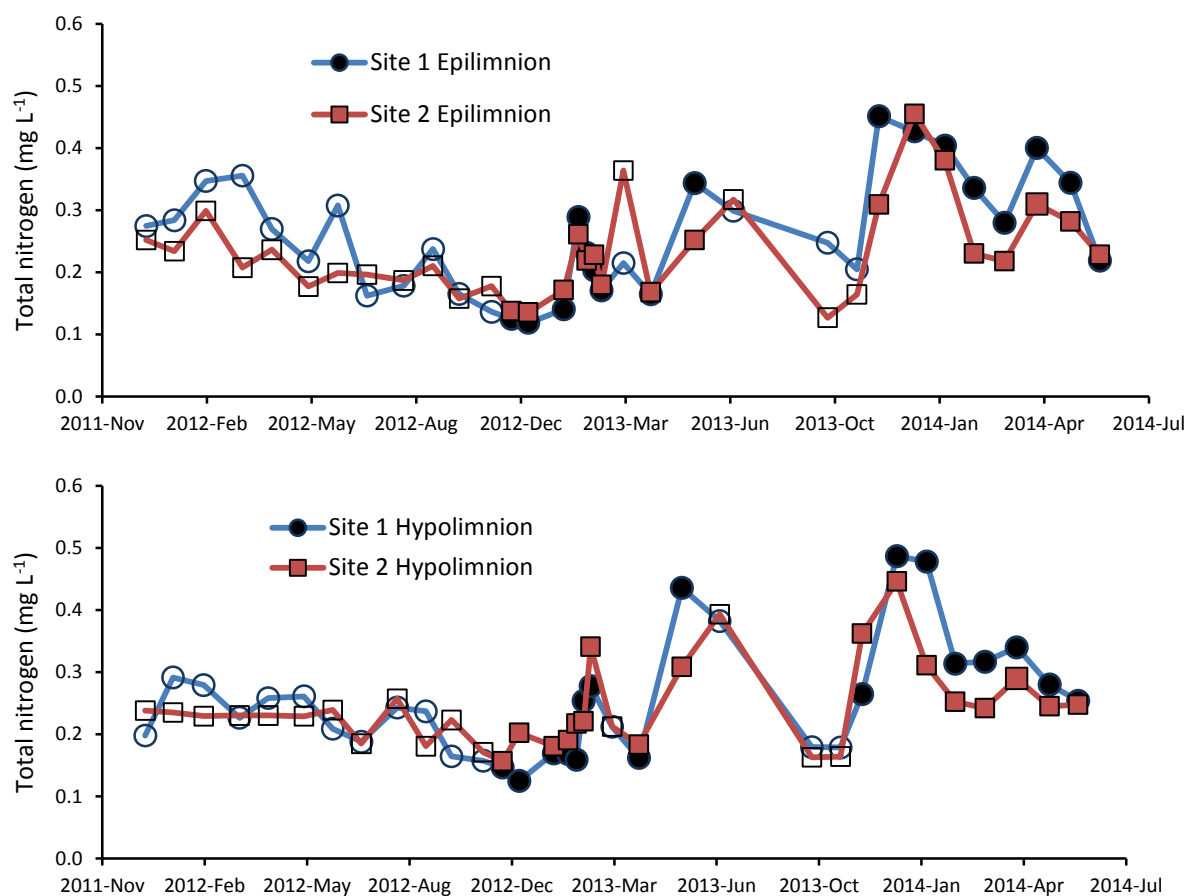 0.6
0.5
0.4
0.3
0.2
0.1
0.0
Total nitrogen (mg L-1)
Site 1 Epilimnion
Site 2 Epilimnion
2011-Nov 2012-Feb 2012-May 2012-Aug 2012-Dec 2013-Mar 2013-Jun 2013-Oct 2014-Jan 2014-Apr 2014-Jul
0.6
0.5
0.4
0.3
0.2
0.1
0.0
Total nitrogen (mg L-1)
Site 1 Hypolimnion
Site 2 Hypolimnion
2011-Nov 2012-Feb 2012-May 2012-Aug 2012-Dec 2013-Mar 2013-Jun 2013-Oct 2014-Jan 2014-Apr 2014-Jul